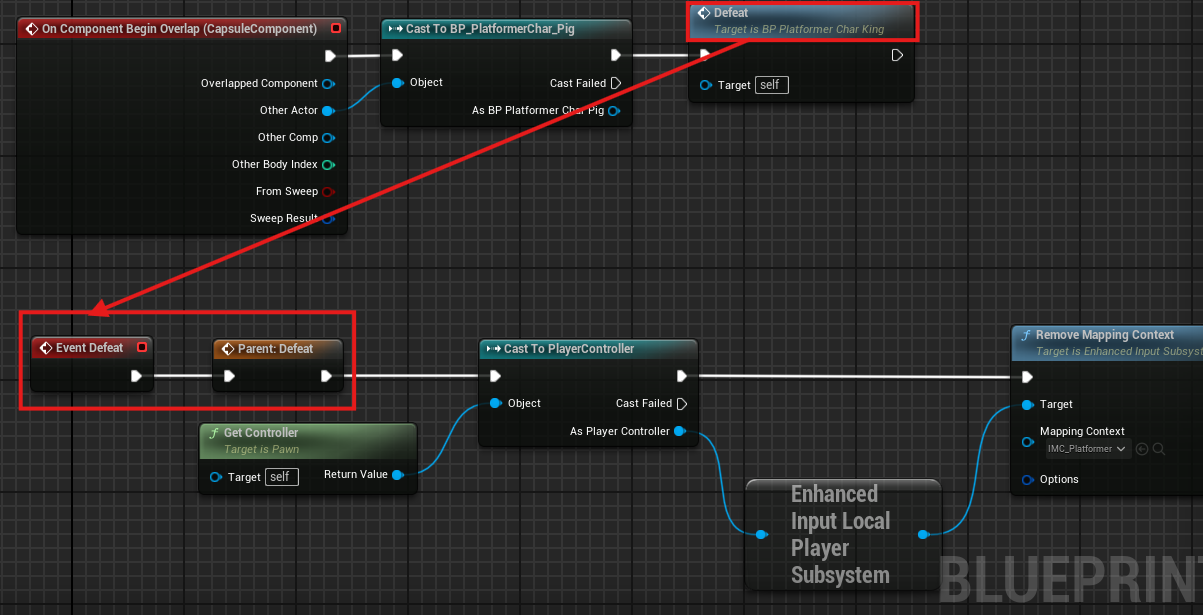 On Component Begin Overlap (CapsuleComponent)
Overlapped Component
Other Actor
Other Comp
Other Body Index
From Sweep
Sweep Result
Cast To BP_PlatformerChar_Pig
Object
Cast Failed
As BP Platformer Char Pig
Defeat
Target is BP Platformer Char King
Target self
Event Defeat
Parent: Defeat
Get Controller
Target is Pawn
Target self
Return Value
Cast To PlayerController
Object
Cast Failed
As Player Controller
Enhanced
Input Local
Player
Subsystem
f Remove Mapping Context
Target is Enhanced Input Subsyst
Target
Mapping Context
IMC_Platformer
Options
BLUEPRINT